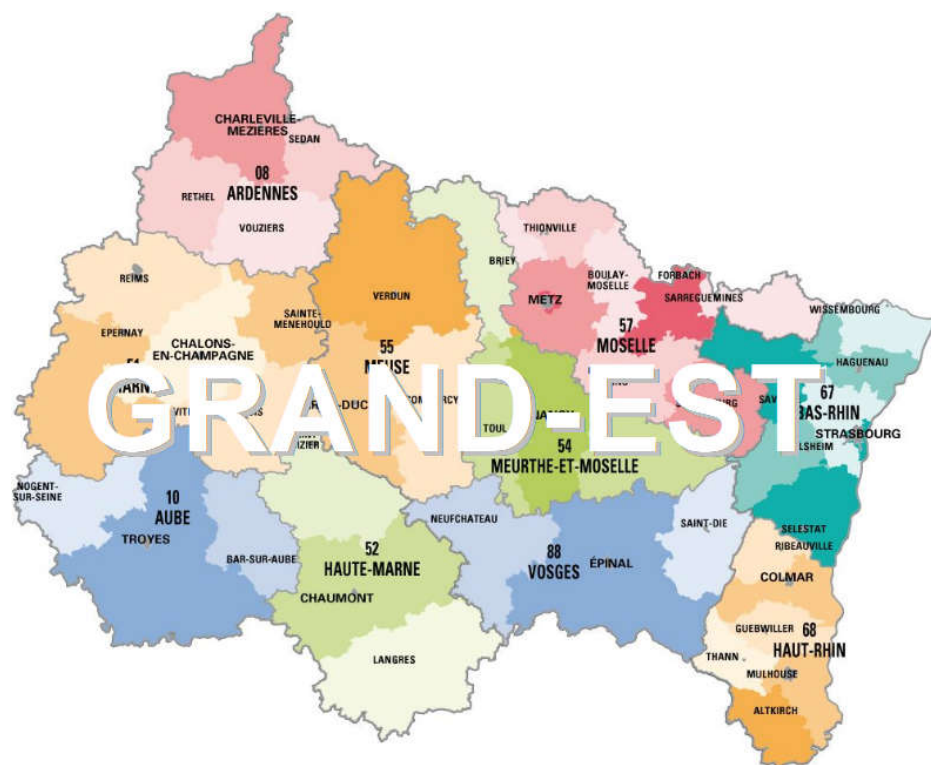 CHARLEVILLE-
MEZIÈRES
SEDAN
08
ARDENNES
RETHEL
VOUZIERS
REIMS
VERDUN
BRIEY
THIONVILLE
BOULAY-
MOSELLE
FORBACH
METZ
SARREGUEMINES
WISSEMBOURG
EPERNAY
SAINTE-
MENEHOULD
CHALONS-
EN-CHAMPAGNE
55
MEUSE
57
MOSELLE
HAGUENAU
GRAND-EST
67
BAS-RHIN
TOUL
STRASBOURG
54
MEURTHE-ET-MOSELLE
NOGENT-
SUR-SEINE
10
AUBE
TROYES
BAR-SUR-AUBE
NEUFCHATEAU
SAINT-DIE
SELESTAT
RIBEAUVILLE
52
HAUTE-MARNE
88
VOSGES
ÉPINAL
COLMAR
CHAUMONT
GUEBWILLER
68
HAUT-RHIN
LANGRES
THANN
MULHOUSE
ALTKIRCH